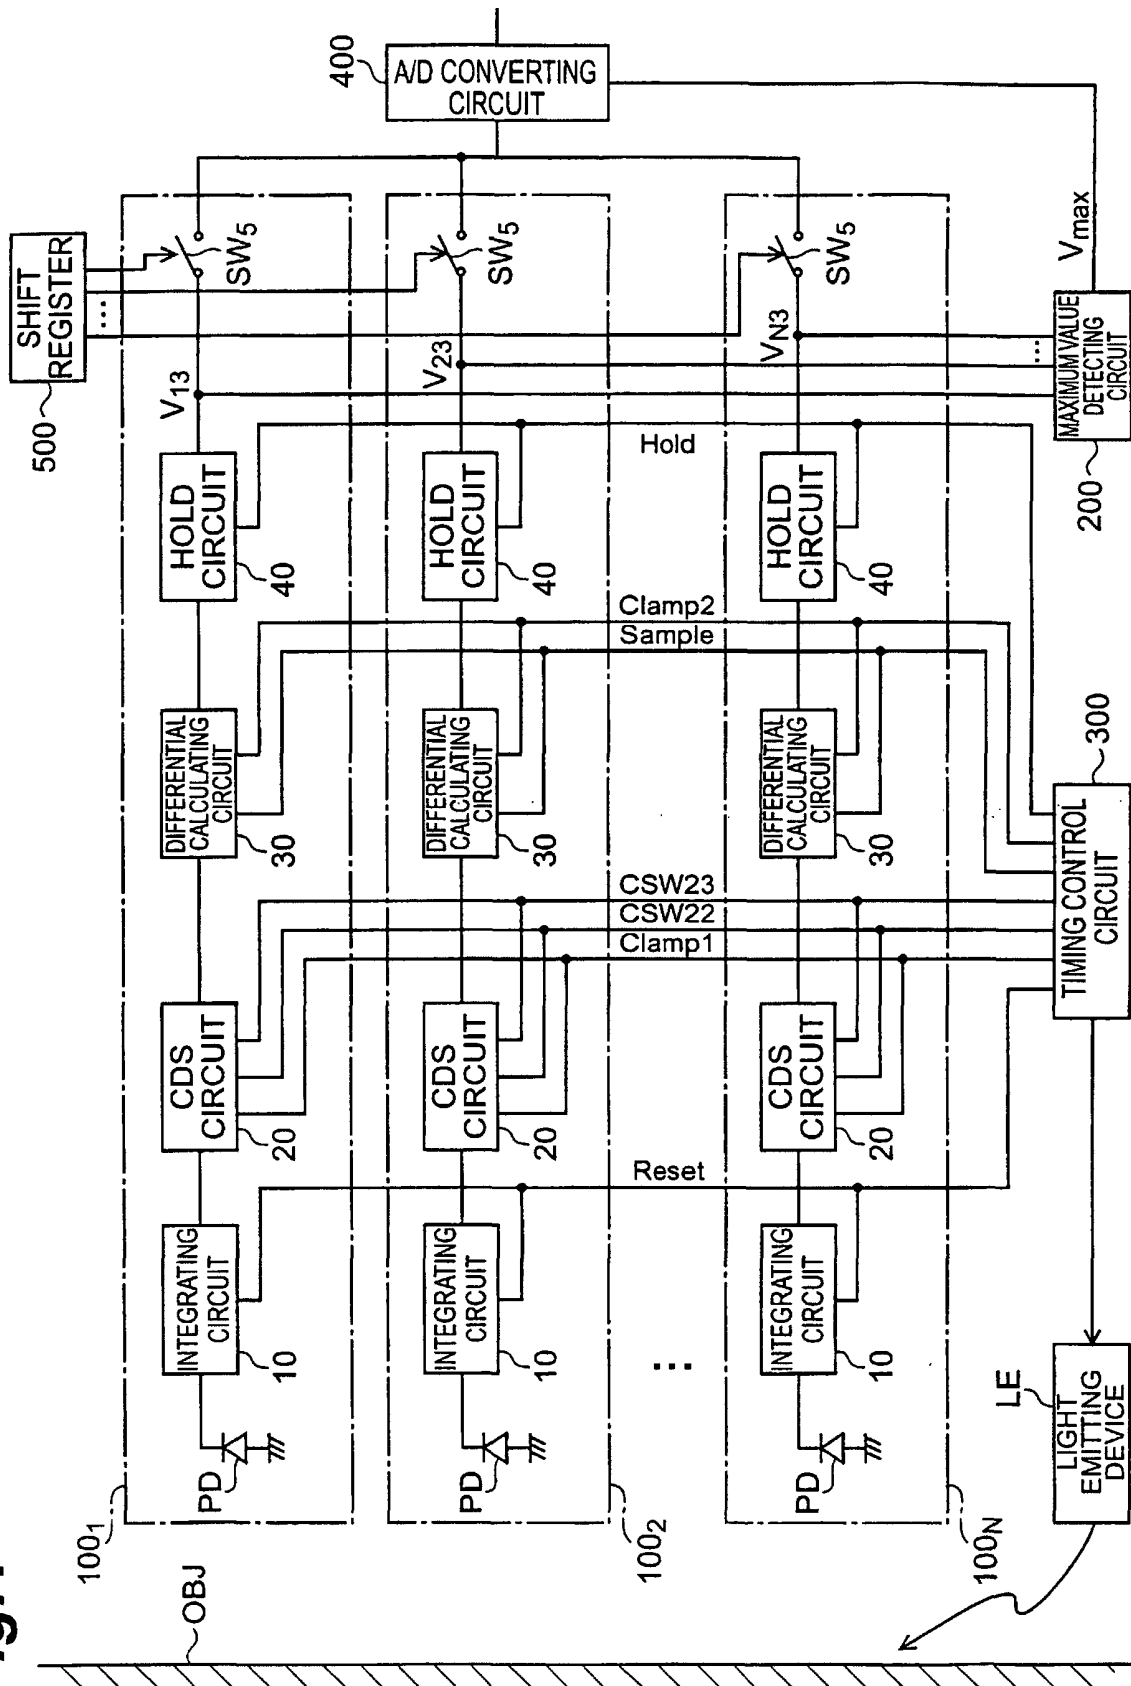 400
A/D CONVERTING
CIRCUIT
500
SHIFT
REGISTER
...
SW5
SW5
SW5
V13
V23
VN3
Vmax
200
MAXIMUM VALUE
DETECTING
CIRCUIT
...
HOLD
CIRCUIT
40
HOLD
CIRCUIT
40
HOLD
CIRCUIT
40
Hold
Clamp2
Sample
DIFFERENTIAL
CALCULATING
CIRCUIT
30
DIFFERENTIAL
CALCULATING
CIRCUIT
30
DIFFERENTIAL
CALCULATING
CIRCUIT
30
300
TIMING CONTROL
CIRCUIT
CSW23
CSW22
Clamp1
CDS
CIRCUIT
20
CDS
CIRCUIT
20
CDS
CIRCUIT
20
Reset
INTEGRATING
CIRCUIT
10
INTEGRATING
CIRCUIT
10
INTEGRATING
CIRCUIT
10
...
PD
PD
PD
LE
LIGHT
EMITTING
DEVICE
1001
1002
100N
OBJ